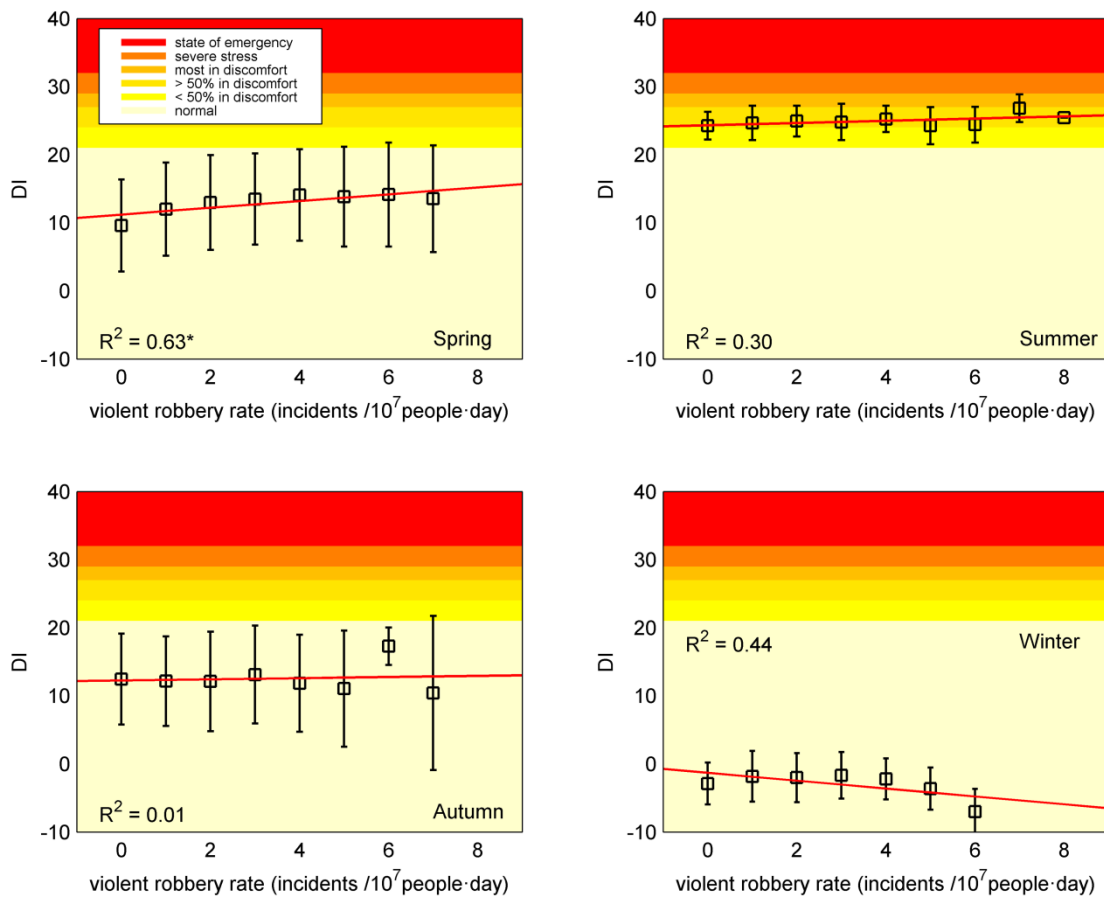 40
30
20
10
0
-10
DI
state of emergency
severe stress
most in discomfort
> 50% in discomfort
< 50% in discomfort
normal
R² = 0.63*
Spring
0 2 4 6 8
violent robbery rate (incidents /10⁷people·day)
40
30
20
10
0
-10
DI
R² = 0.30
Summer
0 2 4 6 8
violent robbery rate (incidents /10⁷people·day)
40
30
20
10
0
-10
DI
R² = 0.01
Autumn
0 2 4 6 8
violent robbery rate (incidents /10⁷people·day)
40
30
20
10
0
-10
DI
R² = 0.44
Winter
0 2 4 6 8
violent robbery rate (incidents /10⁷people·day)